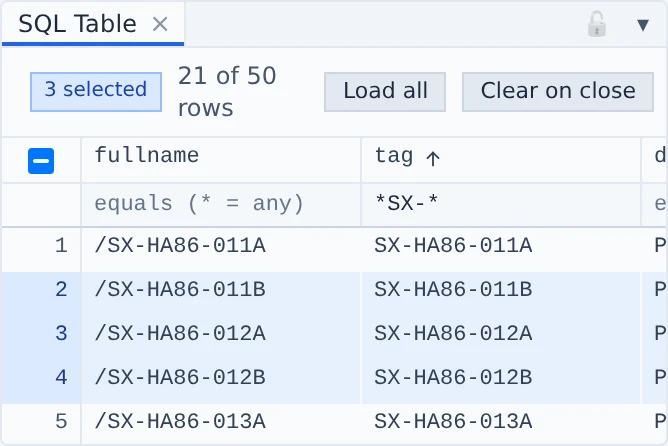 SQL Table
3 selected
21 of 50
rows
Load all
Clear on close
fullname tag ↑ d
equals (* = any) *SX-* e
1 /SX-HA86-011A SX-HA86-011A P
2 /SX-HA86-011B SX-HA86-011B P
3 /SX-HA86-012A SX-HA86-012A P
4 /SX-HA86-012B SX-HA86-012B P
5 /SX-HA86-013A SX-HA86-013A P